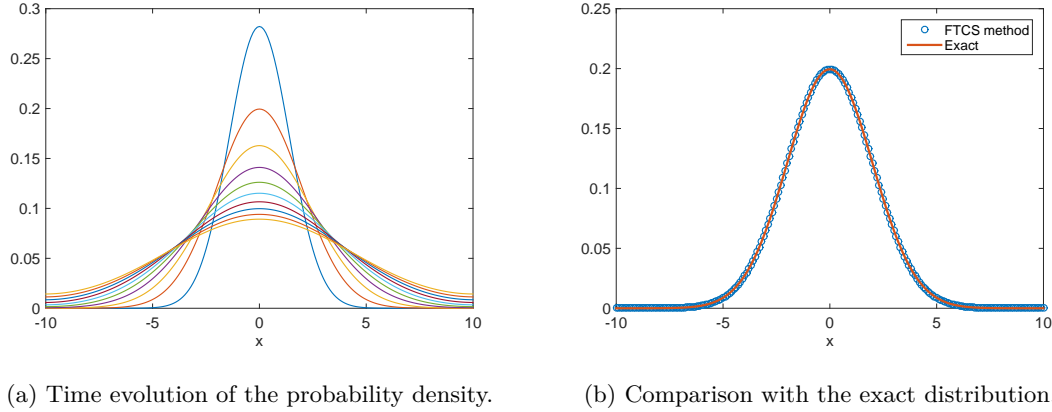 0.3
0.25
0.2
0.15
0.1
0.05
0
-10 -5 0 5 10
x
0.25
0.2
0.15
0.1
0.05
0
-10 -5 0 5 10
x
FTCS method
Exact
(a) Time evolution of the probability density.
(b) Comparison with the exact distribution